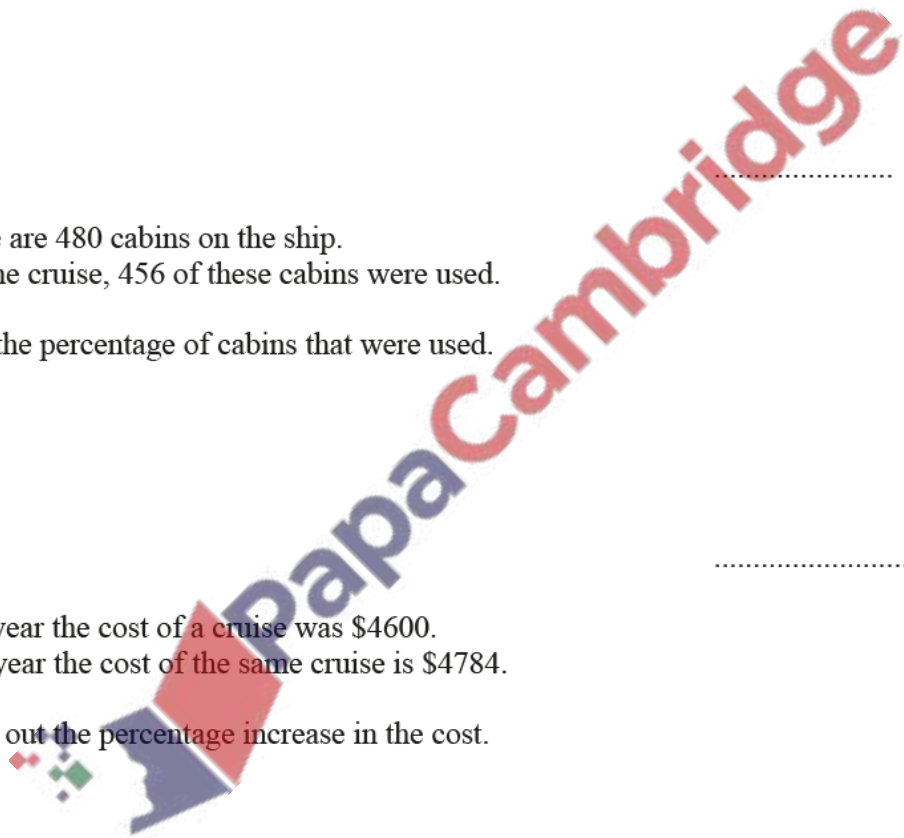 ........................
e are 480 cabins on the ship.
ne cruise, 456 of these cabins were used.
the percentage of cabins that were used.
.........................
year the cost of a cruise was $4600.
year the cost of the same cruise is $4784.
out the percentage increase in the cost.
PapaCambridge